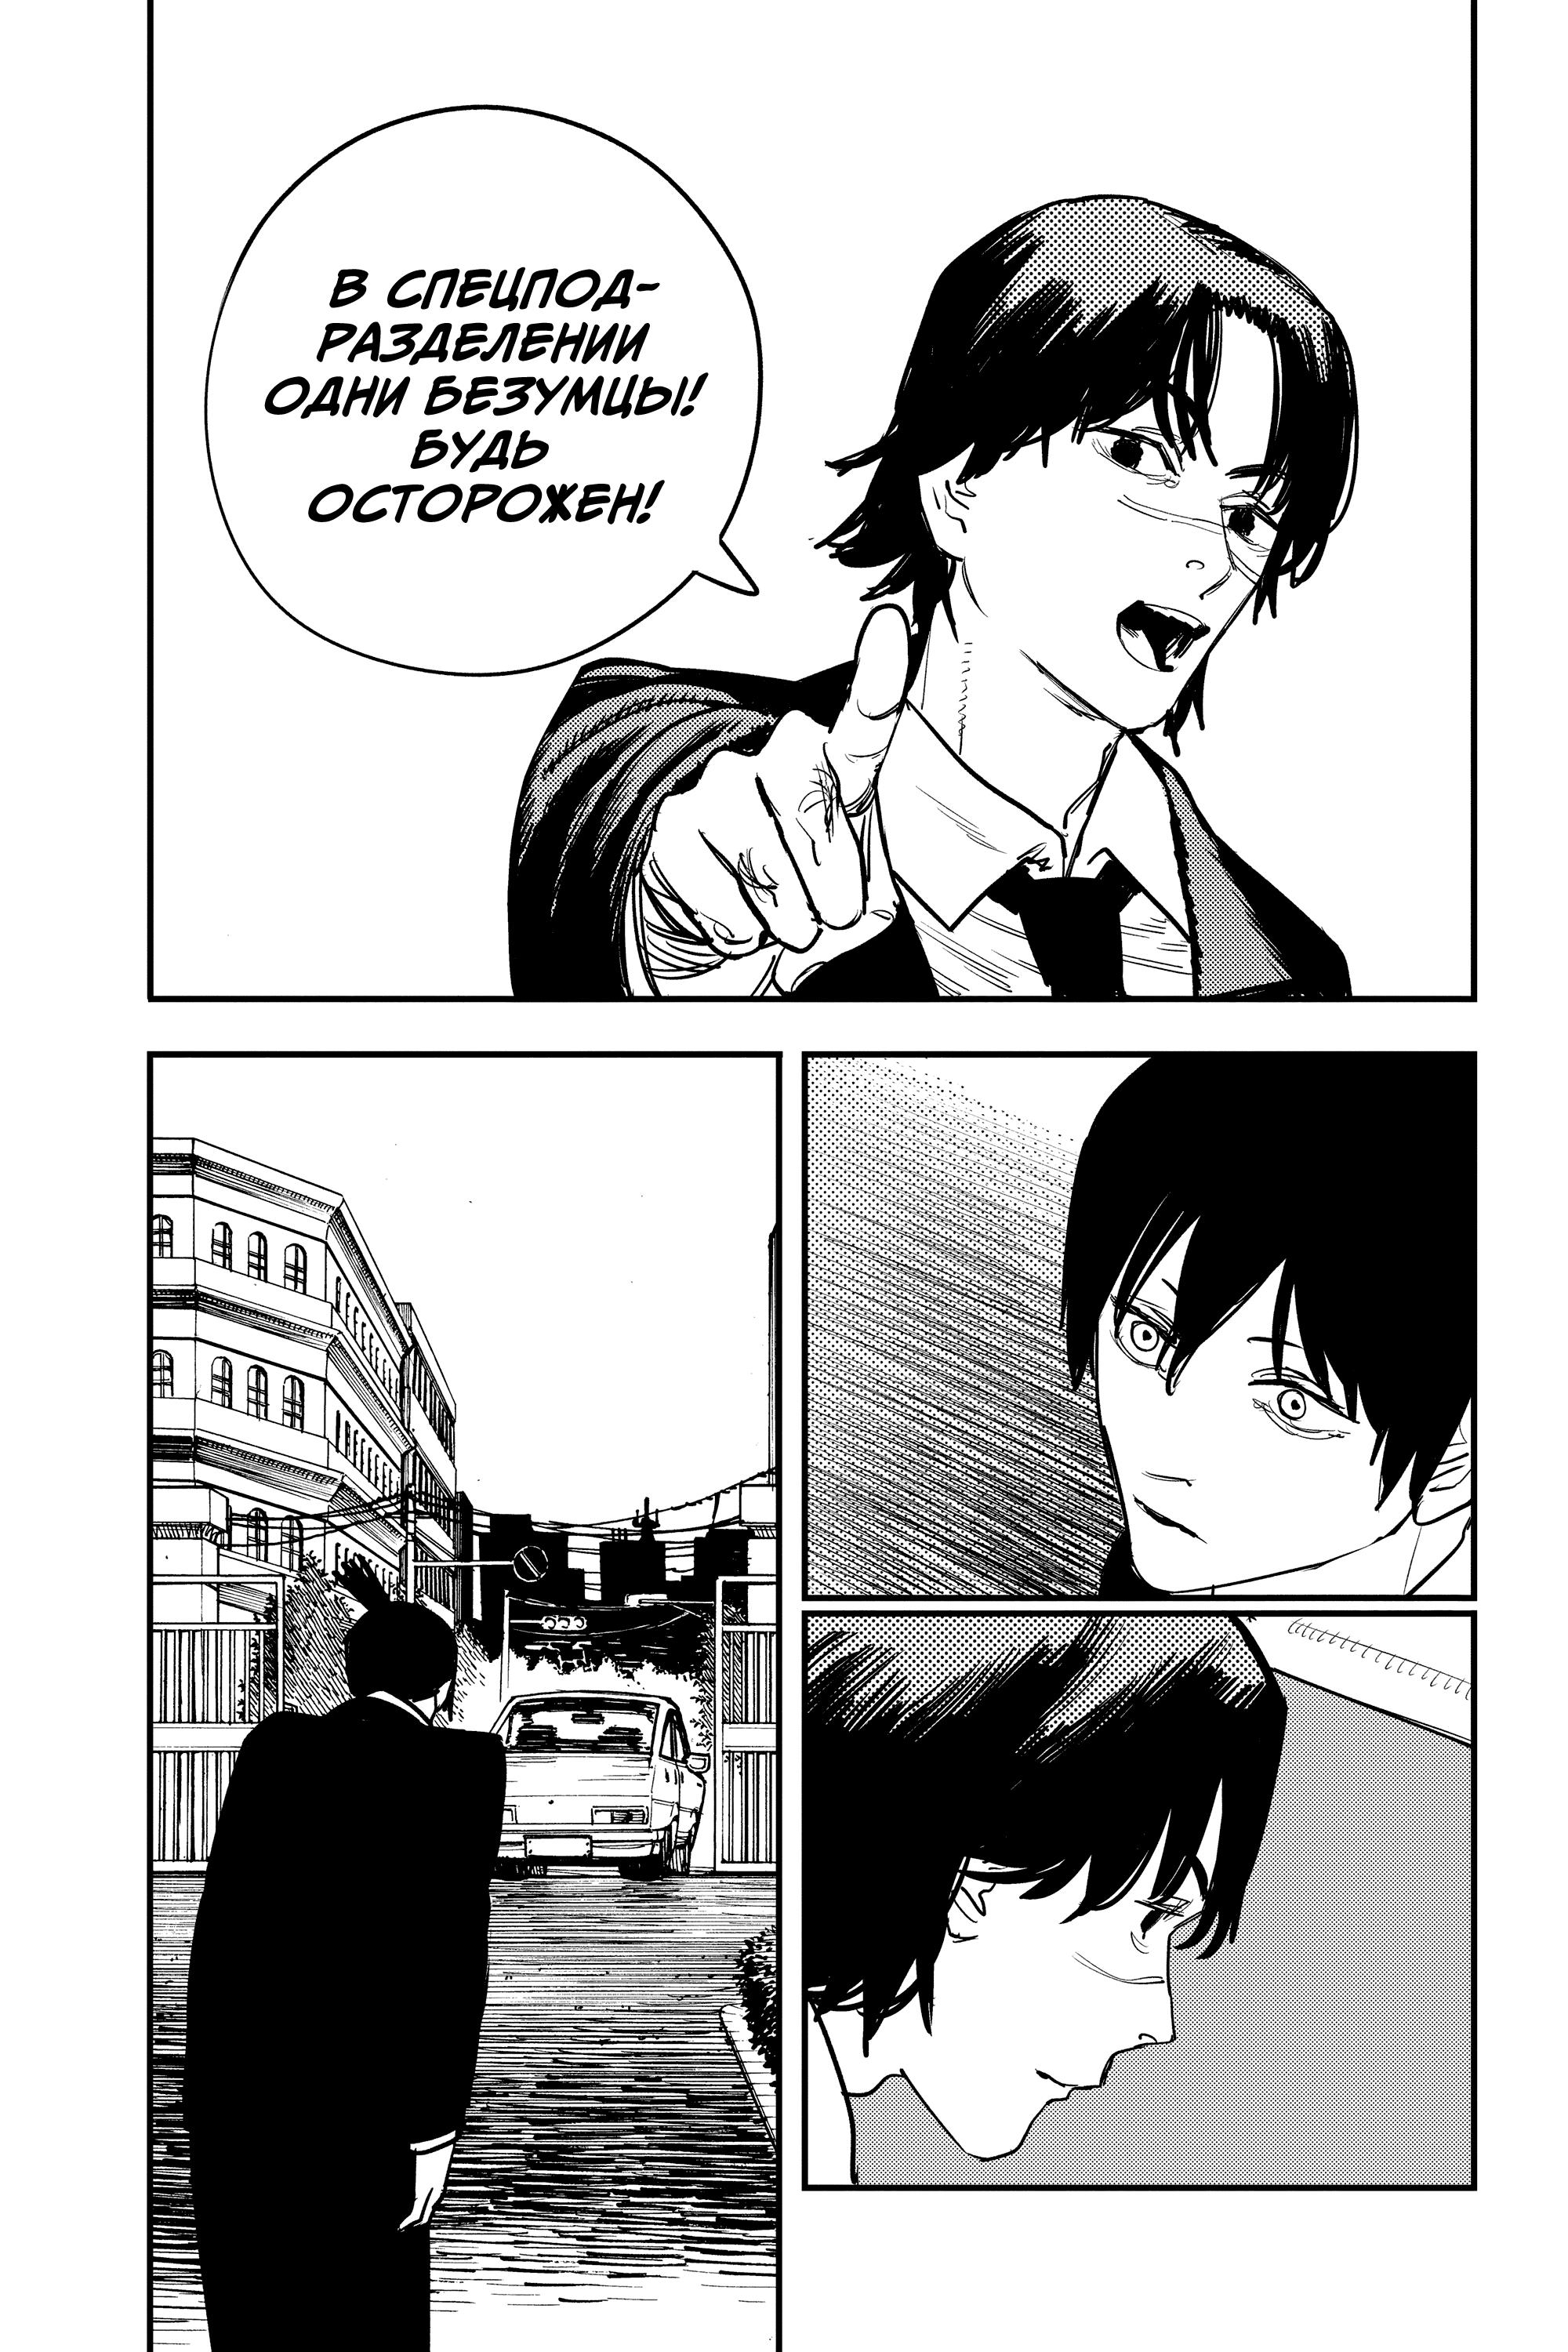 В СПЕЦПОД-
РАЗДЕЛЕНИИ
ОДНИ БЕЗУМЦЫ!
БУДЬ
ОСТОРОЖЕН!